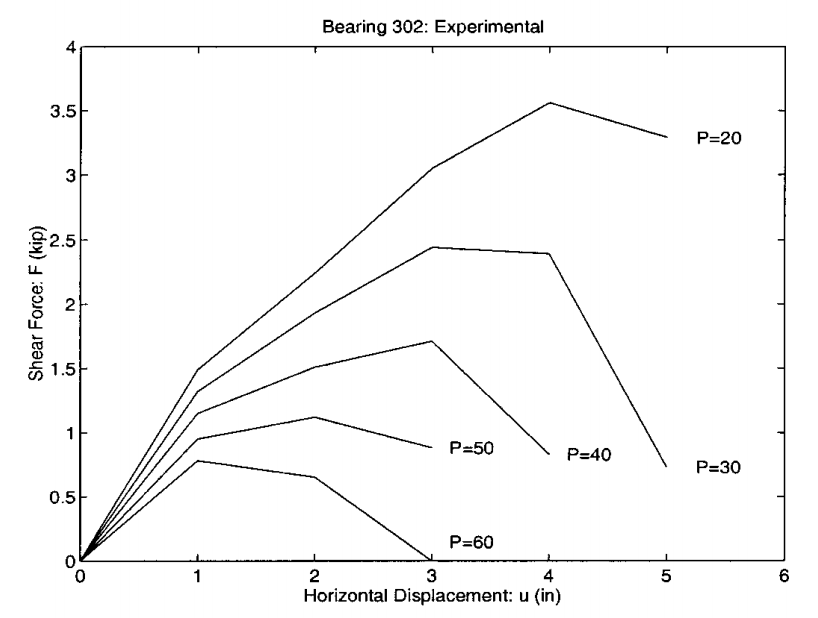 Bearing 302: Experimental
4
3.5
3
2.5
2
1.5
1
0.5
0
Shear Force: F (kip)
P=20
P=30
P=40
P=50
P=60
0 1 2 3 4 5 6
Horizontal Displacement: u (in)